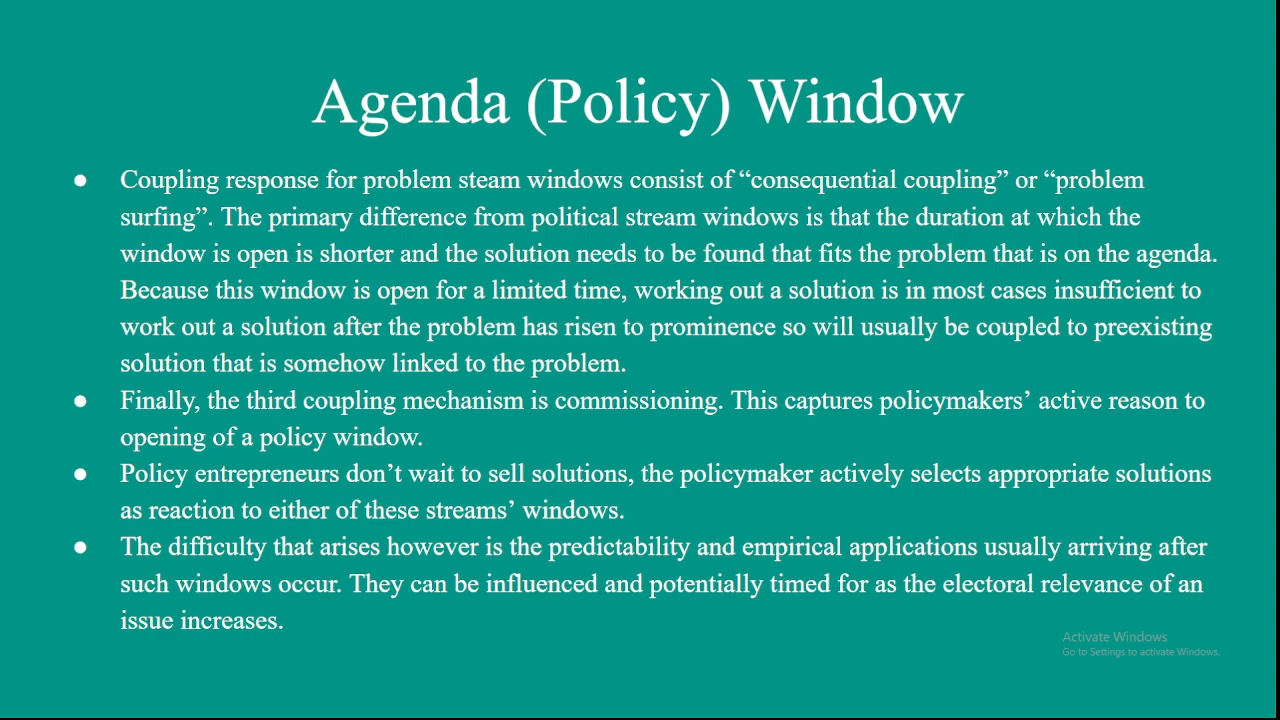 Agenda (Policy) Window
● Coupling response for problem steam windows consist of “consequential coupling” or “problem
surfing”. The primary difference from political stream windows is that the duration at which the
window is open is shorter and the solution needs to be found that fits the problem that is on the agenda.
Because this window is open for a limited time, working out a solution is in most cases insufficient to
work out a solution after the problem has risen to prominence so will usually be coupled to preexisting
solution that is somehow linked to the problem.
● Finally, the third coupling mechanism is commissioning. This captures policymakers’ active reason to
opening of a policy window.
● Policy entrepreneurs don’t wait to sell solutions, the policymaker actively selects appropriate solutions
as reaction to either of these streams’ windows.
● The difficulty that arises however is the predictability and empirical applications usually arriving after
such windows occur. They can be influenced and potentially timed for as the electoral relevance of an
issue increases.
Activate Windows
Go to Settings to activate Windows.